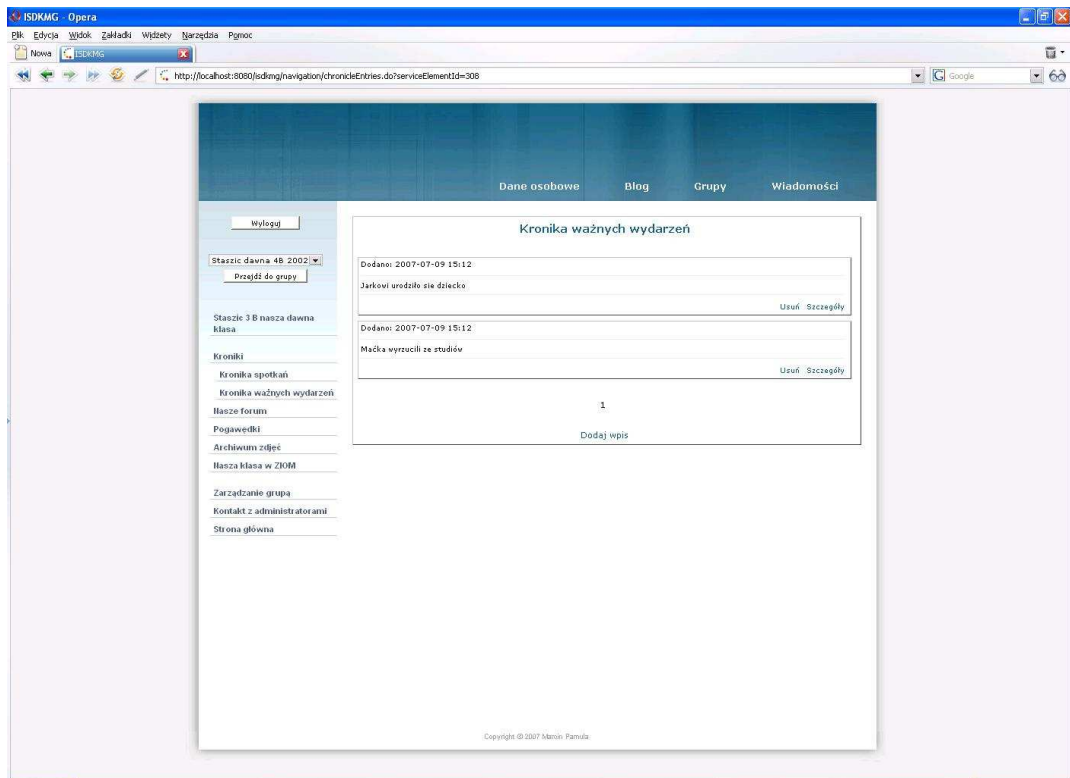 ISDKMG - Opera
Plik Edycja Widok Zakładki Widżety Narzędzia Pomoc
Nowa ISDKMG
http://localhost:8080/isdkmg/navigation/chronicleEntries.do?serviceElementId=308 Google
Dane osobowe Blog Grupy Wiadomości
Wyloguj
Staszic dawna 4B 2002
Przejdź do grupy
Staszic 3 B nasza dawna
klasa
Kroniki
Kronika spotkań
Kronika ważnych wydarzeń
Nasze forum
Pogawędki
Archiwum zdjęć
Nasza klasa w ZIOM
Zarządzanie grupą
Kontakt z administratorami
Strona główna
Kronika ważnych wydarzeń
Dodano: 2007-07-09 15:12
Jarkowi urodziło sie dziecko
Usuń Szczegóły
Dodano: 2007-07-09 15:12
Maćka wyrzucili ze studiów
Usuń Szczegóły
1
Dodaj wpis
Copyright © 2007 Marcin Pamuła